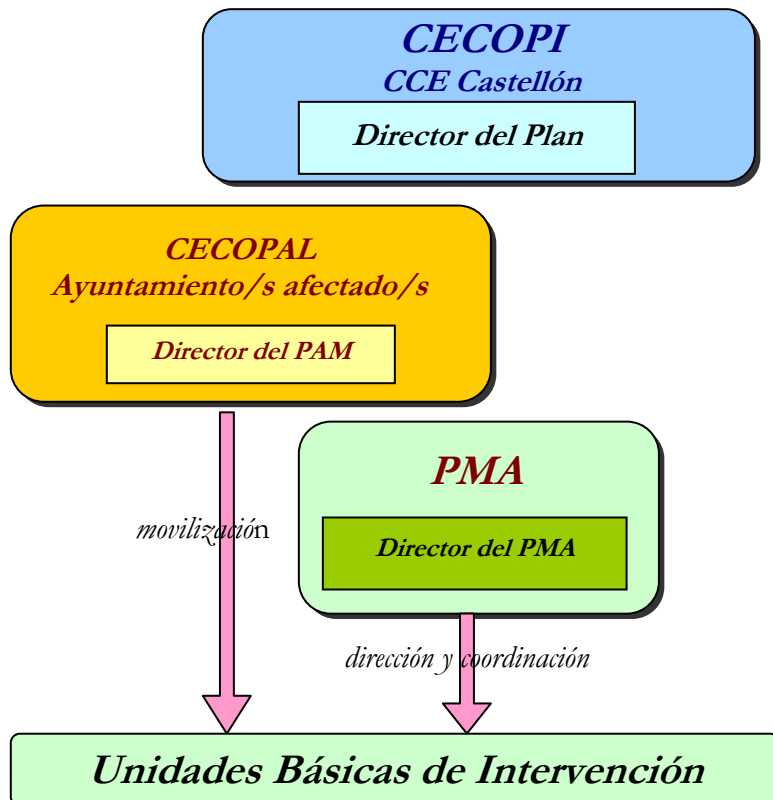 CECOPI
CCE Castellón
Director del Plan
CECOPAL
Ayuntamiento/s afectado/s
Director del PAM
PMA
Director del PMA
movilización
dirección y coordinación
Unidades Básicas de Intervención